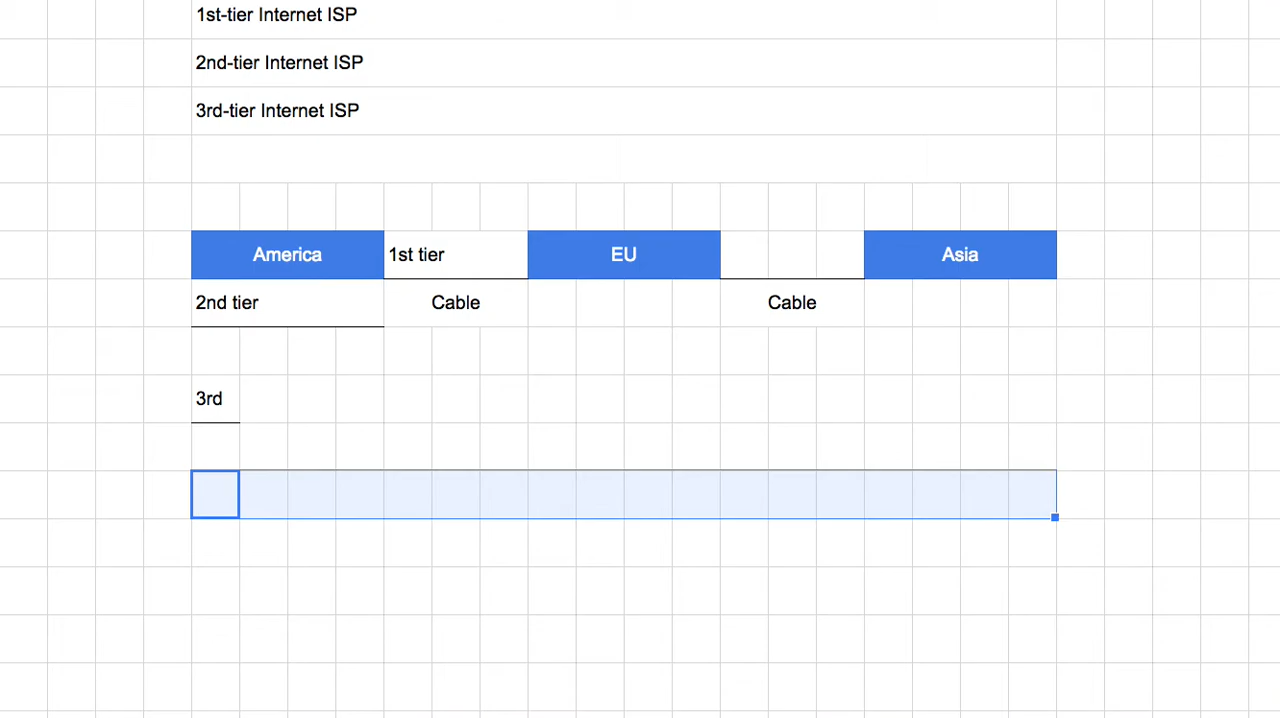 1st-tier Internet ISP
2nd-tier Internet ISP
3rd-tier Internet ISP
America 1st tier EU Asia
2nd tier Cable Cable
3rd